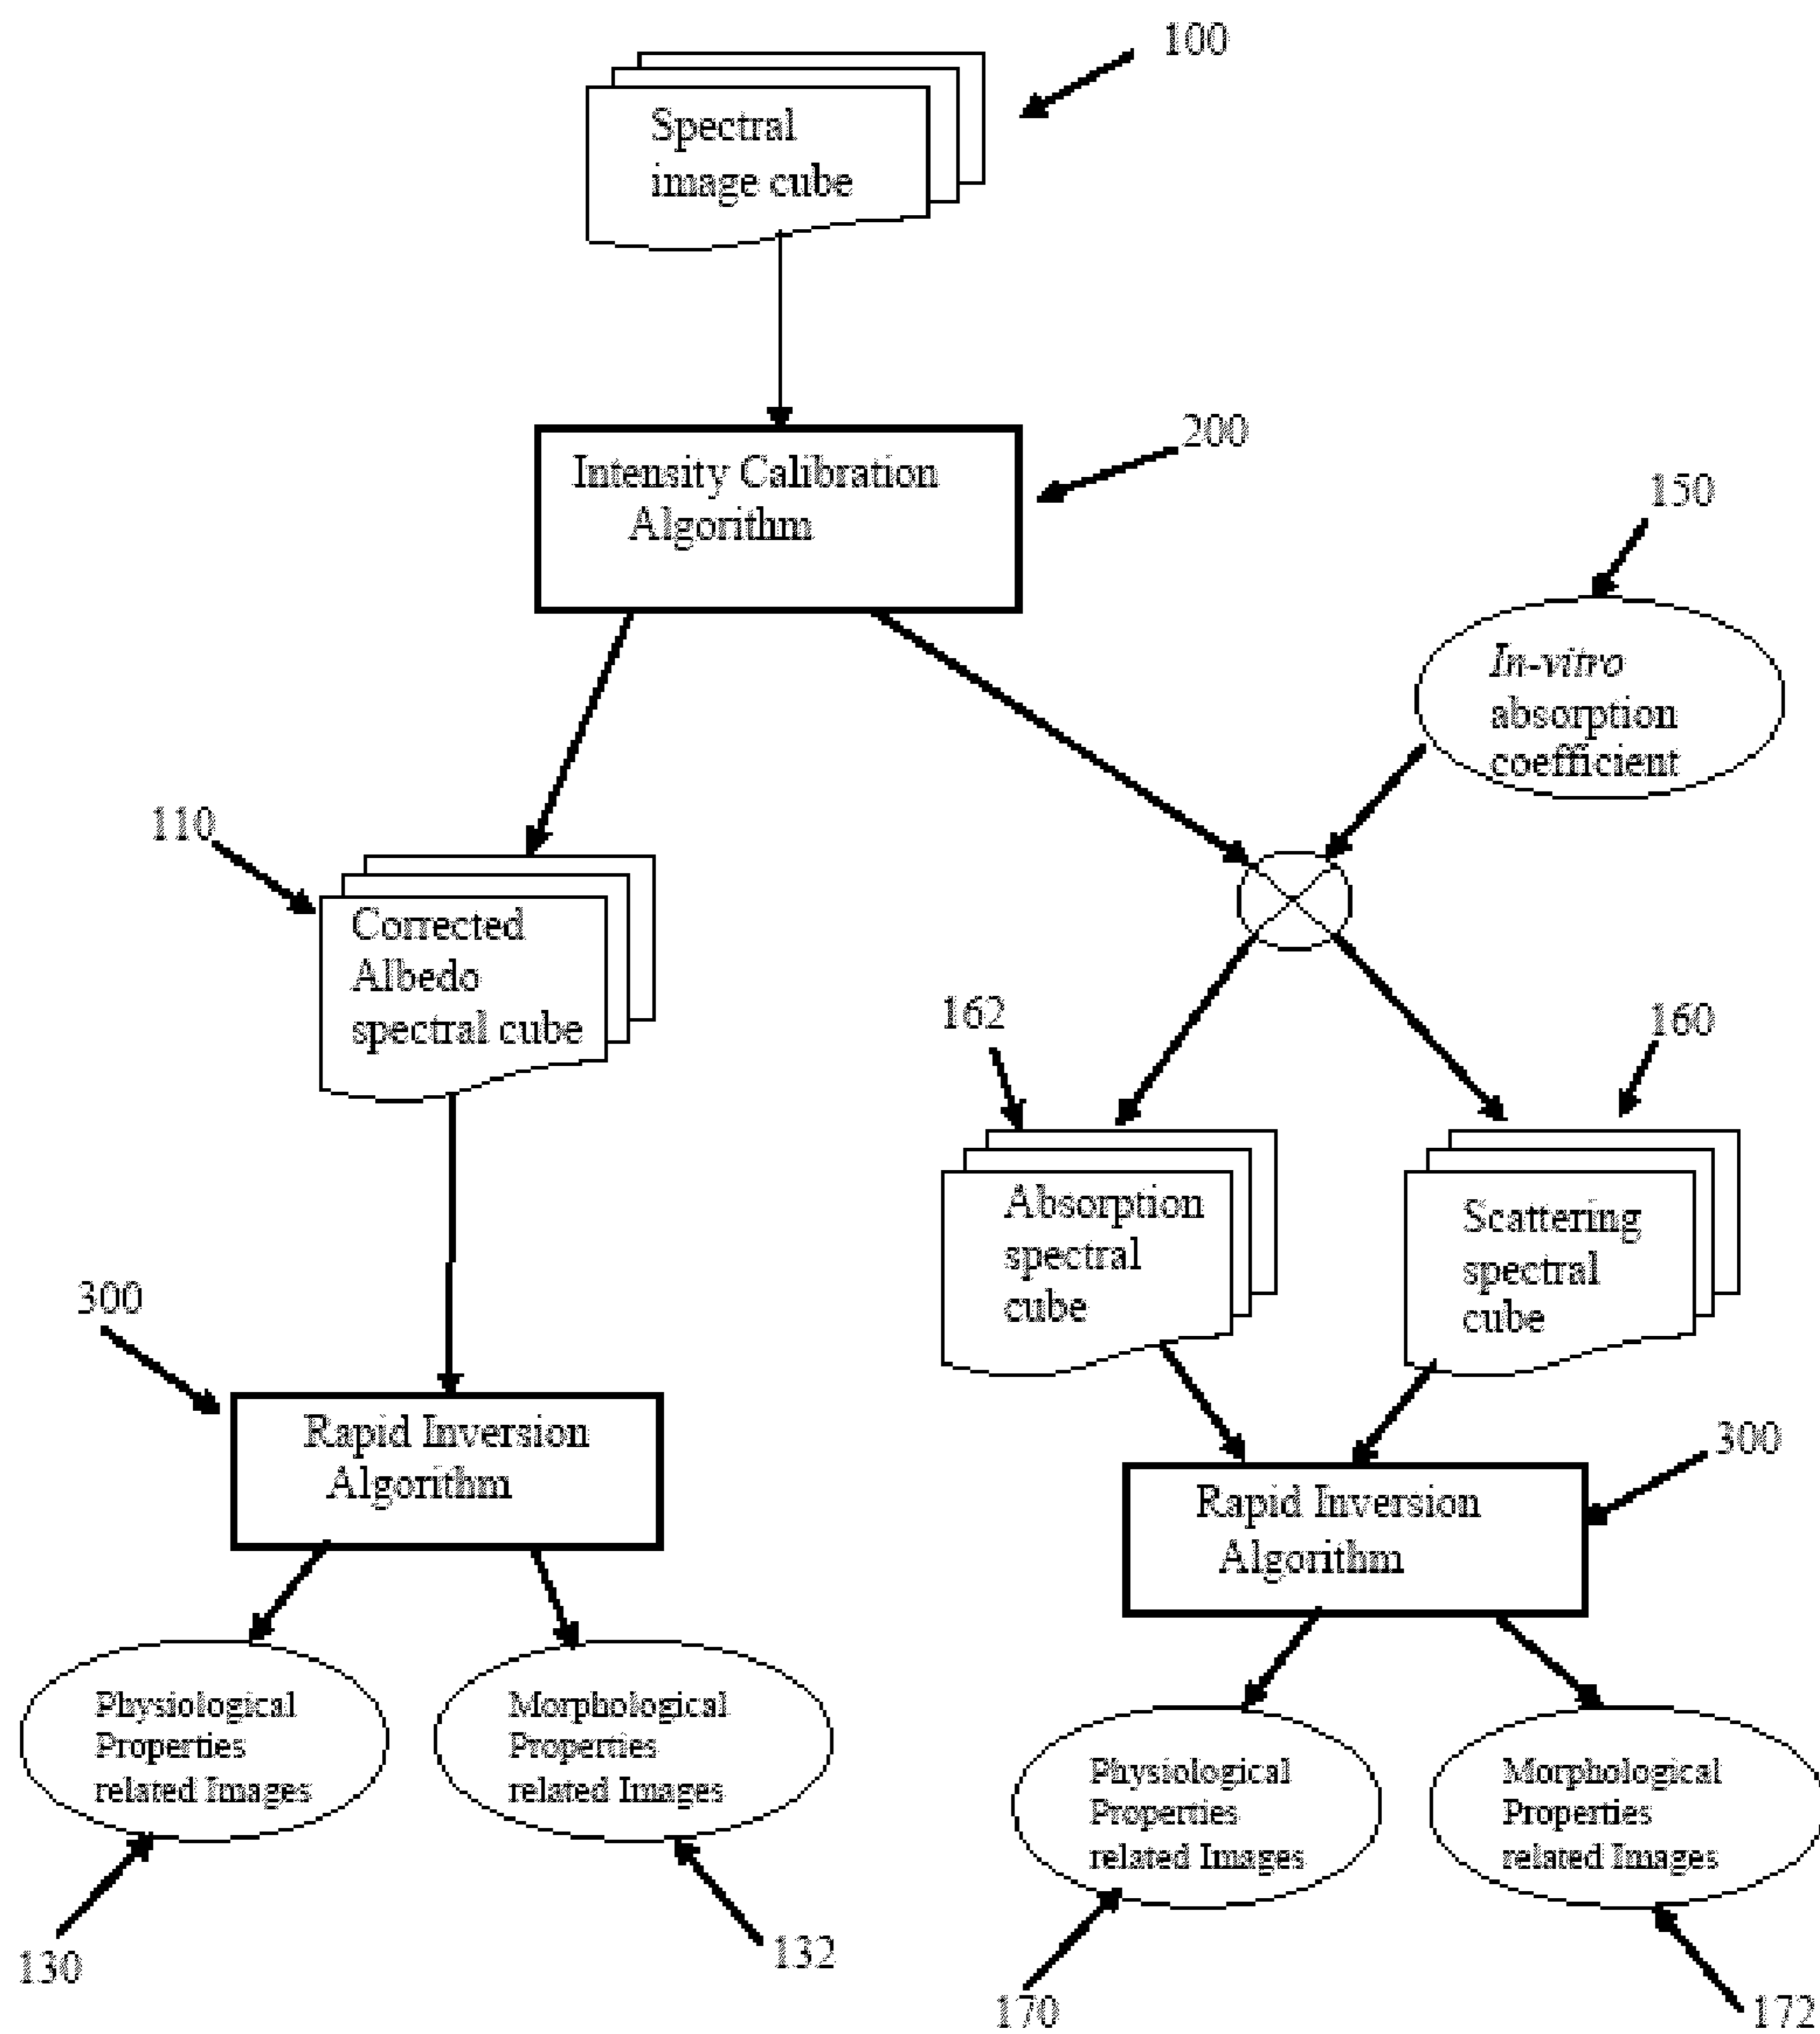 100
Spectral
image cube
200
Intensity Calibration
Algorithm
150
In-vitro
absorption
coefficient
110
Corrected
Albedo
spectral cube
162
160
Absorption
spectral
cube
Scattering
spectral
cube
300
Rapid Inversion
Algorithm
300
Rapid Inversion
Algorithm
Physiological
Properties
related Images
Morphological
Properties
related Images
Physiological
Properties
related Images
Morphological
Properties
related Images
130
132
170
172